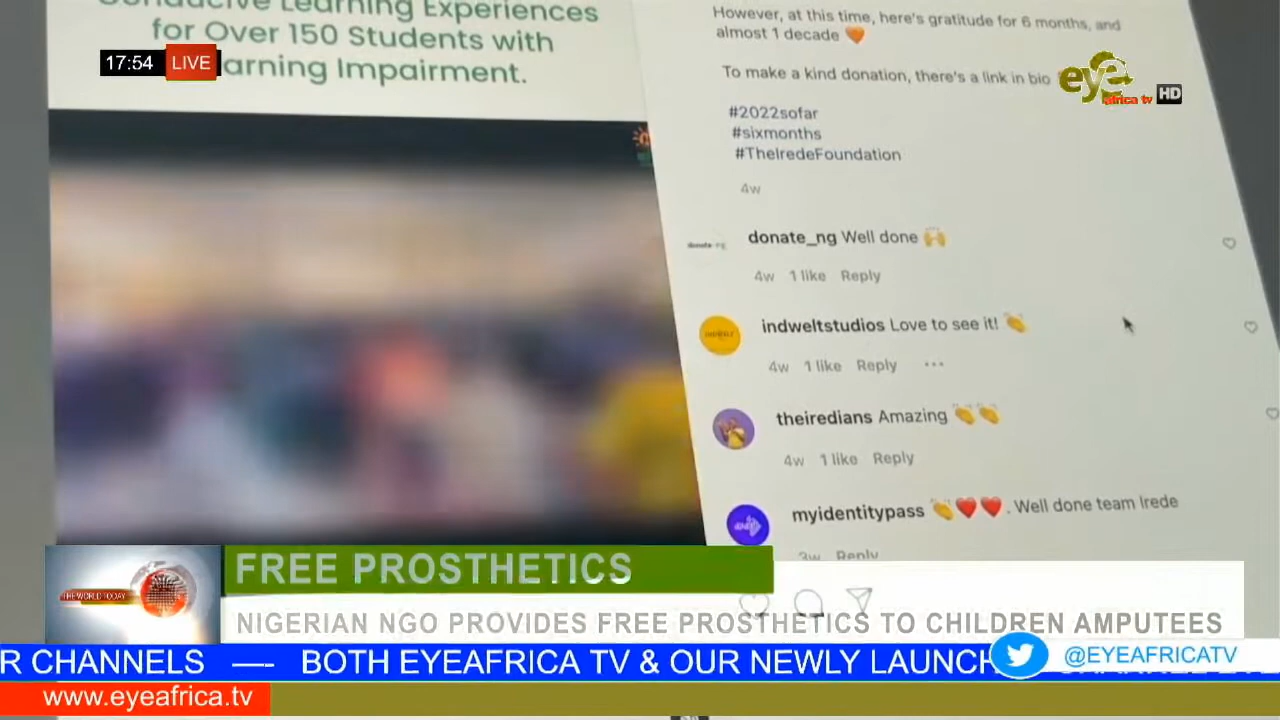 Conducive Learning Experiences
for Over 150 Students with
arning Impairment.
17:54 LIVE
However, at this time, here's gratitude for 6 months, and
almost 1 decade 🧡
To make a kind donation, there's a link in bio
eye
africa tv HD
#2022sofar
#sixmonths
#TheIredeFoundation
4w
donate_ng Well done 🙌
4w 1 like Reply
indweltstudios Love to see it! 👏
4w 1 like Reply ...
theiredians Amazing 👏👏
4w 1 like Reply
myidentitypass 👏❤️❤️. Well done team Irede
3w Reply
THE WORLD TODAY
FREE PROSTHETICS
NIGERIAN NGO PROVIDES FREE PROSTHETICS TO CHILDREN AMPUTEES
R CHANNELS —- BOTH EYEAFRICA TV & OUR NEWLY LAUNCH
@EYEAFRICATV
www.eyeafrica.tv